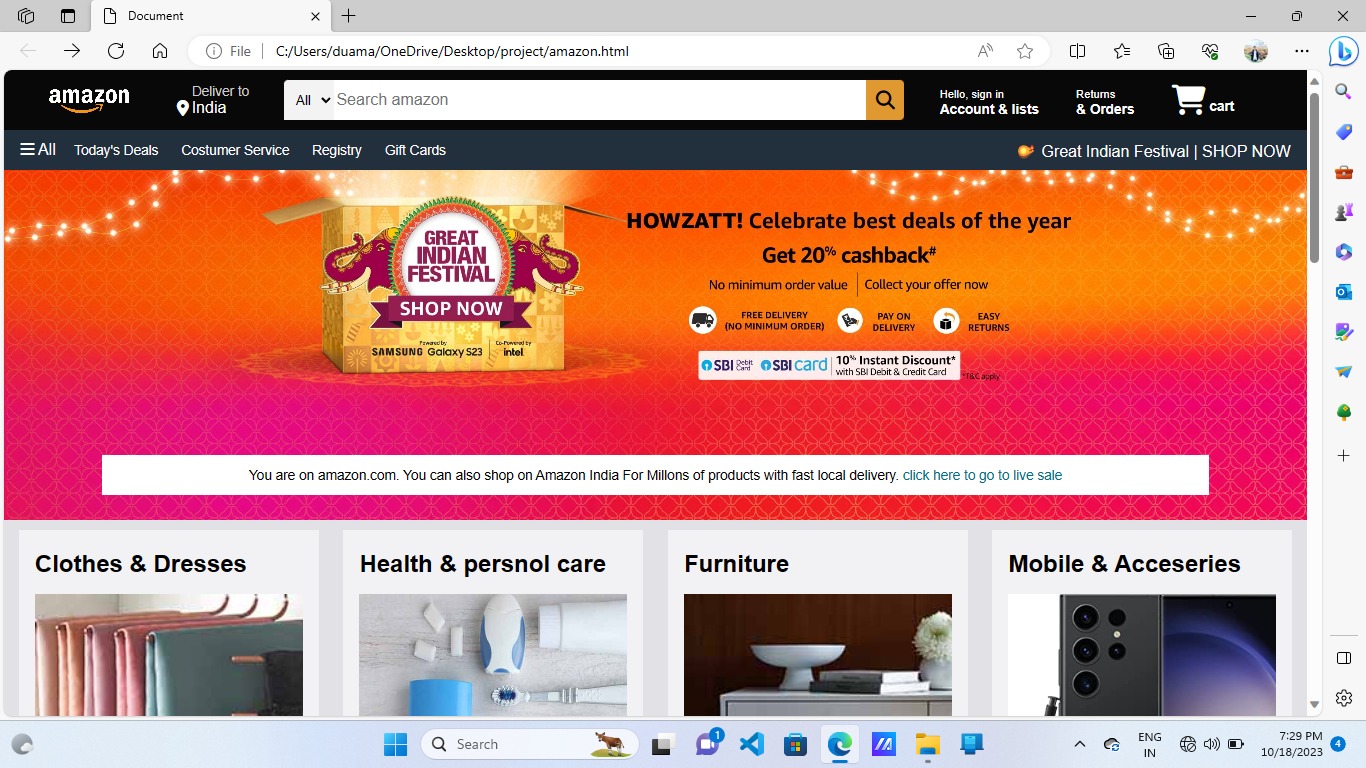 Document
File
C:/Users/duama/OneDrive/Desktop/project/amazon.html
amazon
Deliver to
India
All
Search amazon
Hello, sign in
Account & lists
Returns
& Orders
cart
All
Today's Deals
Costumer Service
Registry
Gift Cards
Great Indian Festival | SHOP NOW
GREAT
INDIAN
FESTIVAL
SHOP NOW
Powered by
SAMSUNG Galaxy S23
Co-Powered by
intel
HOWZATT! Celebrate best deals of the year
Get 20% cashback#
No minimum order value | Collect your offer now
FREE DELIVERY
(NO MINIMUM ORDER)
PAY ON
DELIVERY
EASY
RETURNS
SBI Debit
Card
SBI card
10% Instant Discount*
with SBI Debit & Credit Card
*T&C apply
You are on amazon.com. You can also shop on Amazon India For Millons of products with fast local delivery. click here to go to live sale
Clothes & Dresses
Health & persnol care
Furniture
Mobile & Acceseries
Search
1
ENG
IN
7:29 PM
10/18/2023
4